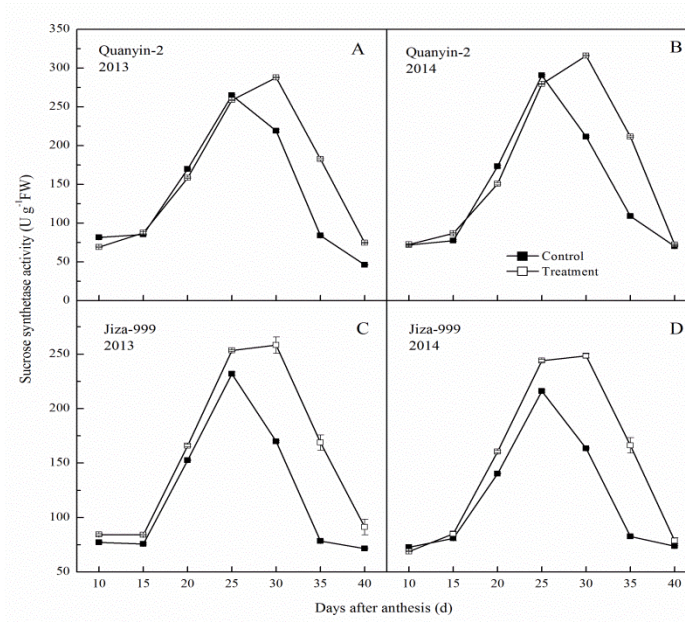 350
300
250
200
150
100
50
0
Quanyin-2
2013
A
Quanyin-2
2014
B
Control
Treatment
Sucrose synthetase activity (U g-1FW)
250
200
150
100
50
Jiza-999
2013
C
Jiza-999
2014
D
10 15 20 25 30 35 40 10 15 20 25 30 35 40
Days after anthesis (d)